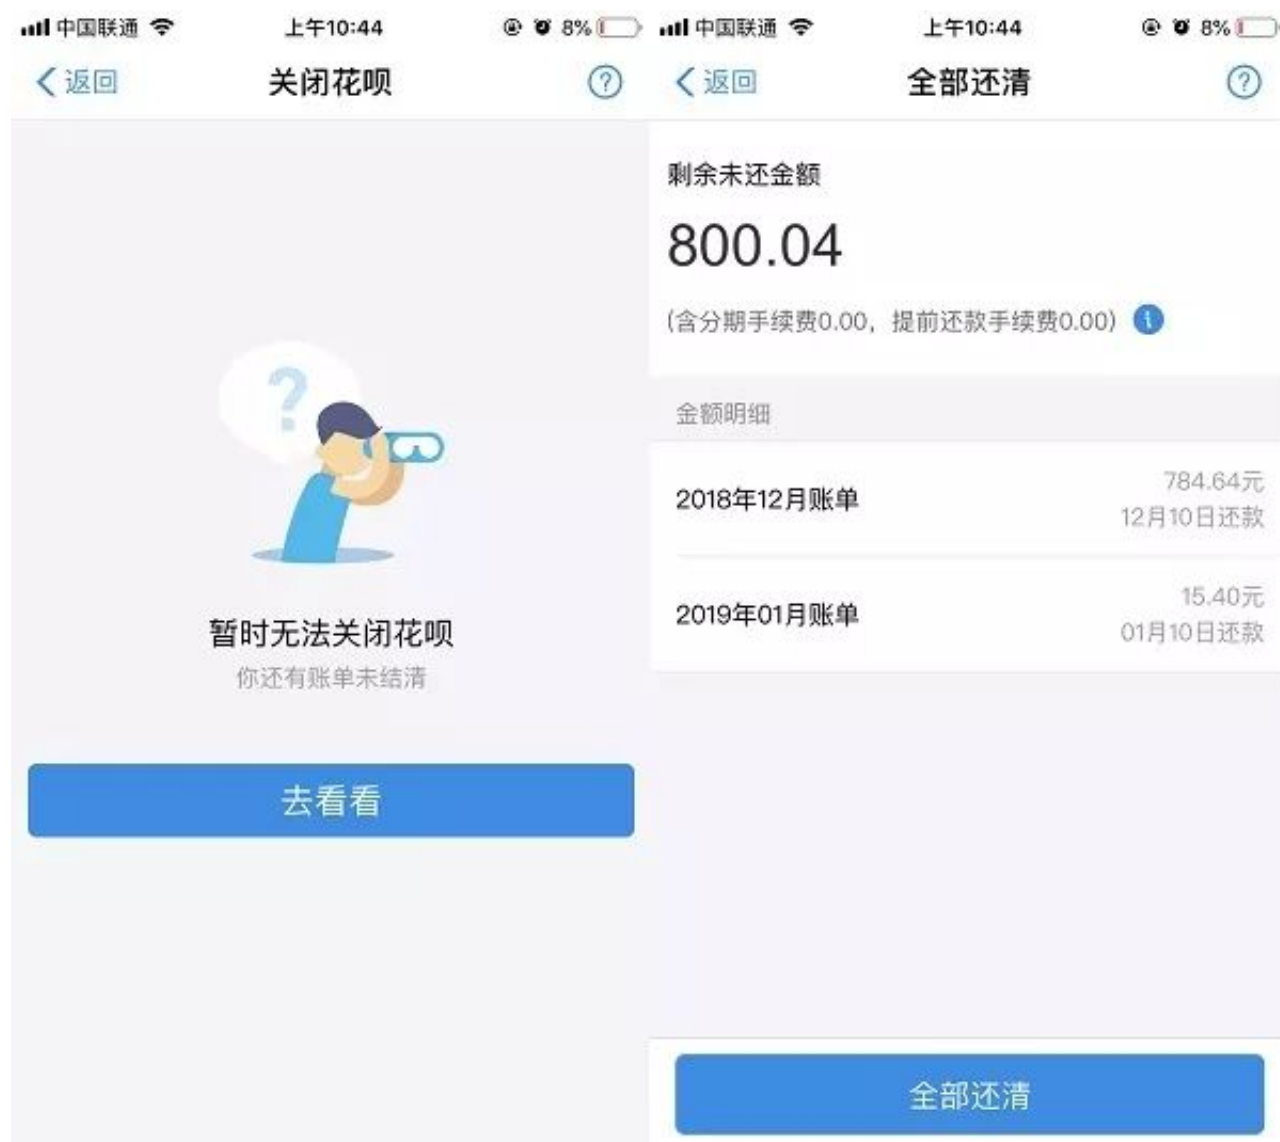 中国联通
上午10:44
8%
返回
关闭花呗
?
?
暂时无法关闭花呗
你还有账单未结清
去看看
中国联通
上午10:44
8%
返回
全部还清
?
剩余未还金额
800.04
(含分期手续费0.00, 提前还款手续费0.00)
金额明细
2018年12月账单
784.64元
12月10日还款
2019年01月账单
15.40元
01月10日还款
全部还清